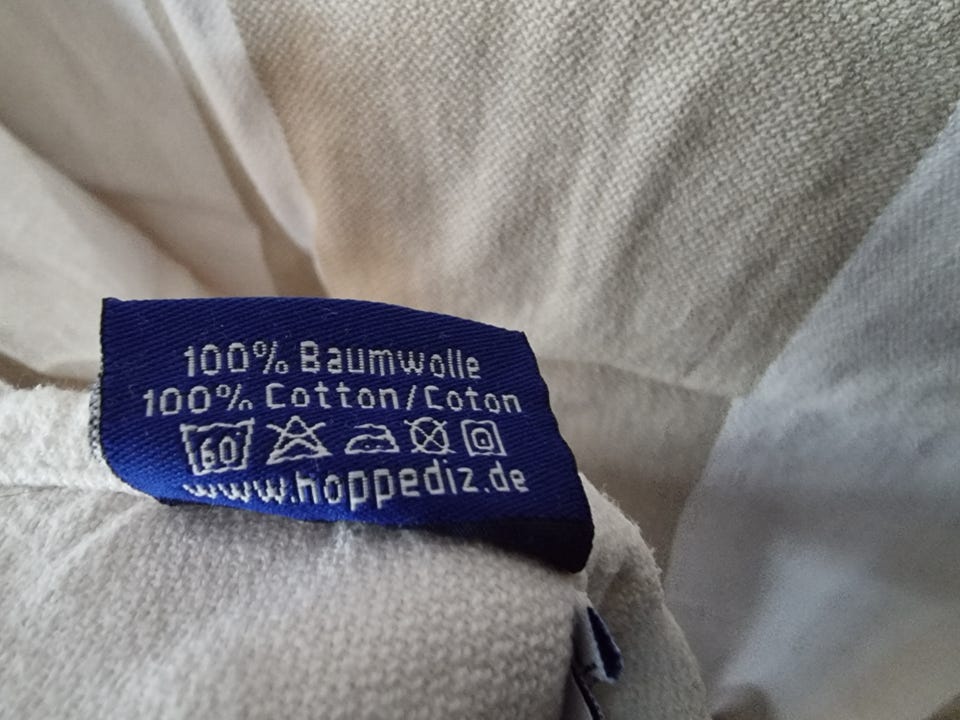 100% Baumwolle
100% Cotton/Coton
60
www.hoppediz.de